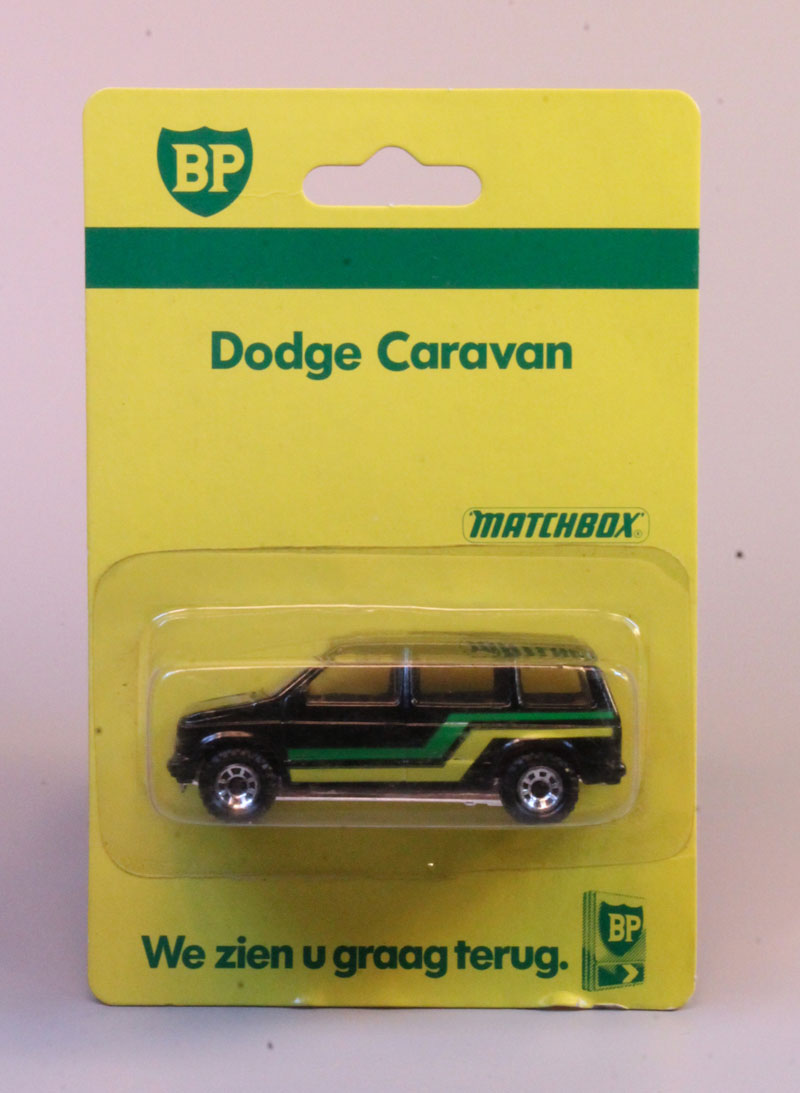 BP
Dodge Caravan
MATCHBOX®
We zien u graag terug.
BP